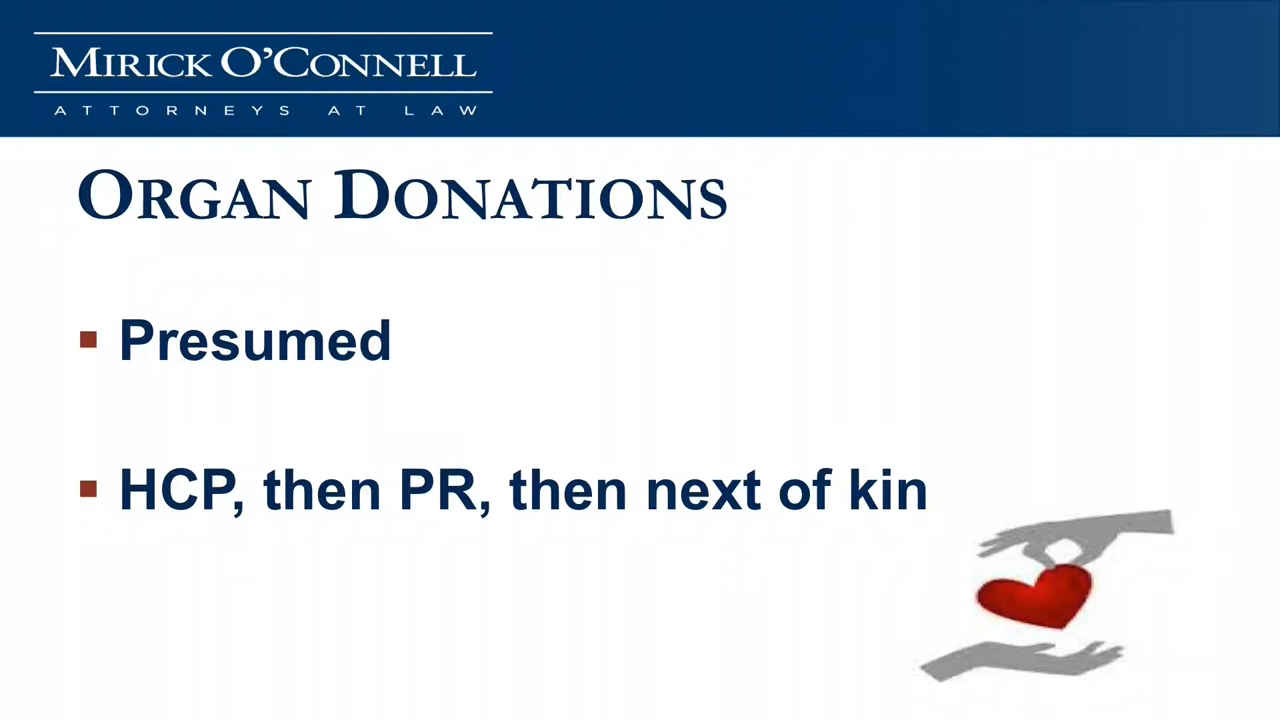 MIRICK O'CONNELL
ATTORNEYS AT LAW
ORGAN DONATIONS
Presumed
HCP, then PR, then next of kin